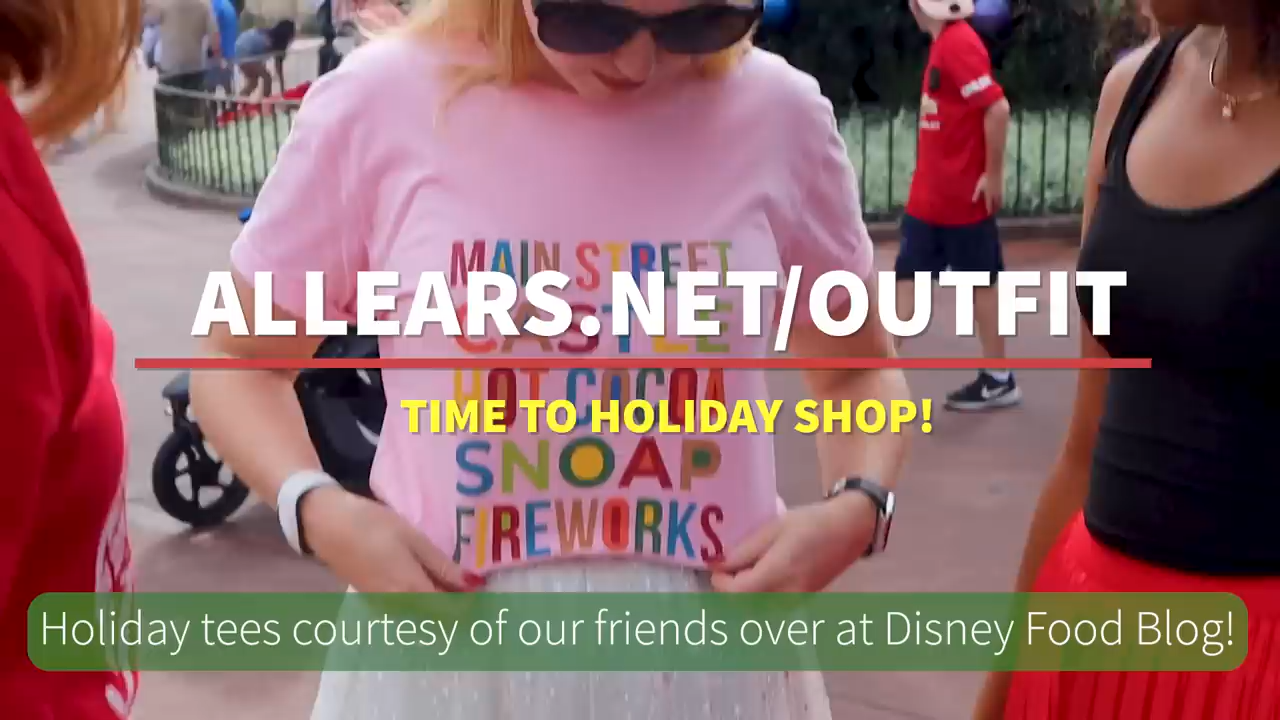 MAIN STREET
ALLEARS.NET/OUTFIT
CASTLE
HOT COCOA
TIME TO HOLIDAY SHOP!
SNOAP
FIREWORKS
Holiday tees courtesy of our friends over at Disney Food Blog!